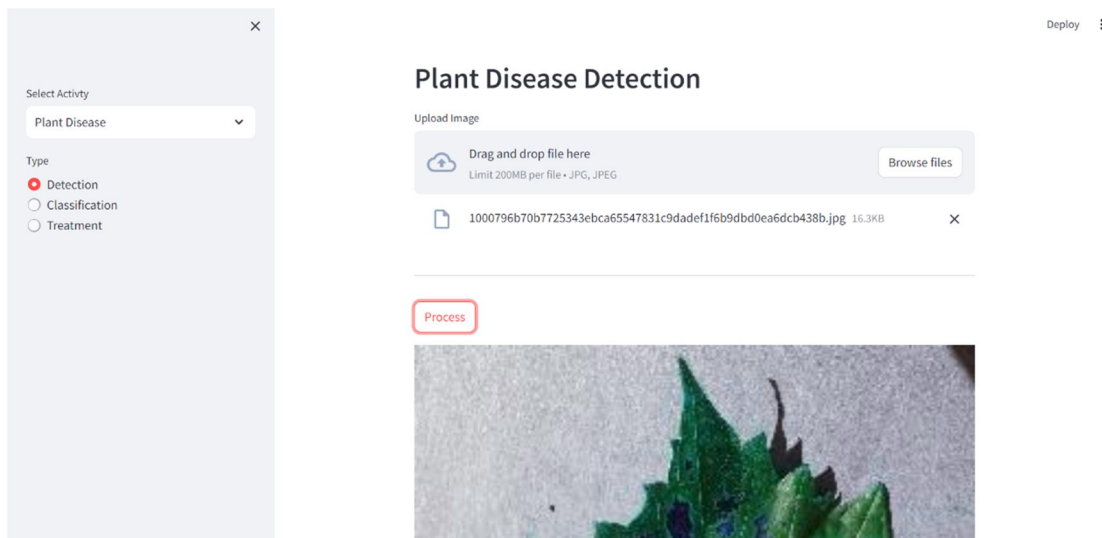 Deploy
Select Activty
Plant Disease
Type
Detection
Classification
Treatment
Plant Disease Detection
Upload Image
Drag and drop file here
Limit 200MB per file • JPG, JPEG
Browse files
1000796b70b7725343ebca65547831c9dadef1f6b9dbd0ea6dcb438b.jpg 16.3KB
Process